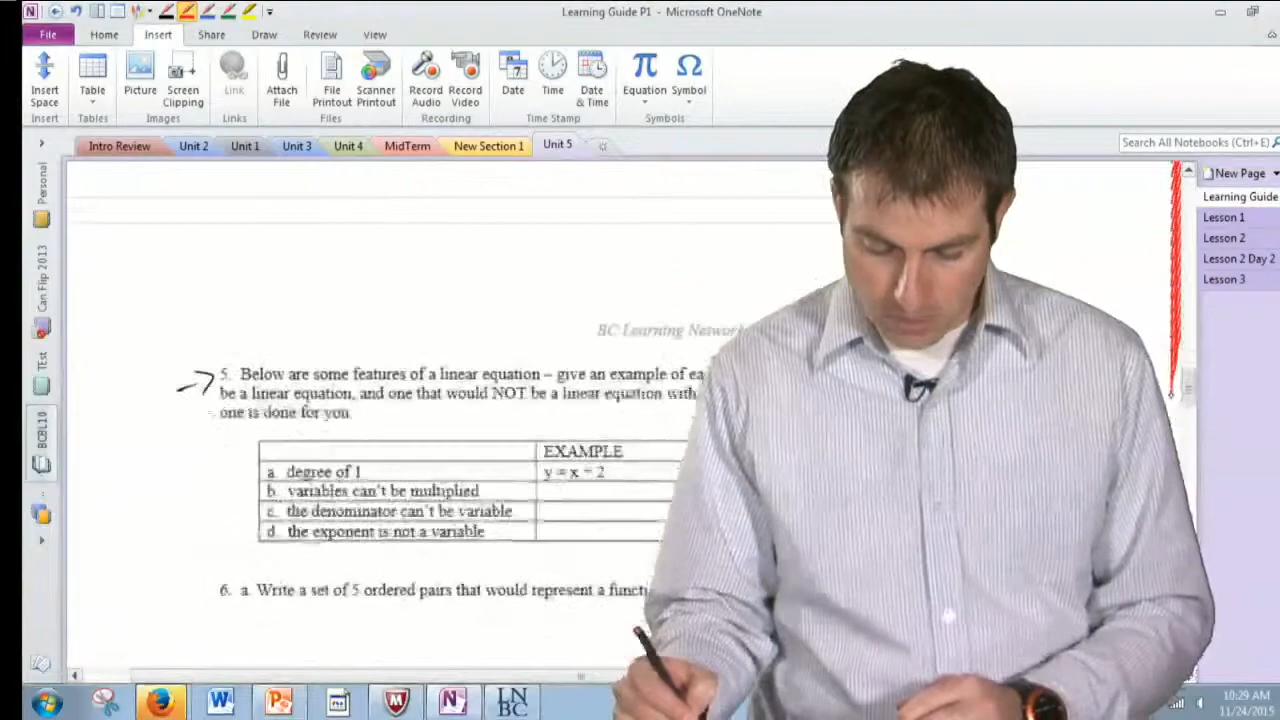 Learning Guide P1 - Microsoft OneNote
File Home Insert Share Draw Review View
Insert Space
Table
Picture
Screen Clipping
Link
Attach File
File Printout
Scanner Printout
Record Audio
Record Video
Date
Time
Date & Time
Equation
Symbol
Insert Tables Images Links Files Recording Time Stamp Symbols
Intro Review Unit 2 Unit 1 Unit 3 Unit 4 MidTerm New Section 1 Unit 5
Search All Notebooks (Ctrl+E)
New Page
Learning Guide
Lesson 1
Lesson 2
Lesson 2 Day 2
Lesson 3
Personal
Can Flip 2013
TEst
BCBL10
BC Learning Network
5. Below are some features of a linear equation – give an example of ea
be a linear equation, and one that would NOT be a linear equation with
one is done for you.
EXAMPLE
a. degree of 1 y = x + 2
b. variables can't be multiplied
c. the denominator can't be variable
d. the exponent is not a variable
6. a. Write a set of 5 ordered pairs that would represent a functi
LN
BC
10:29 AM
11/24/2015